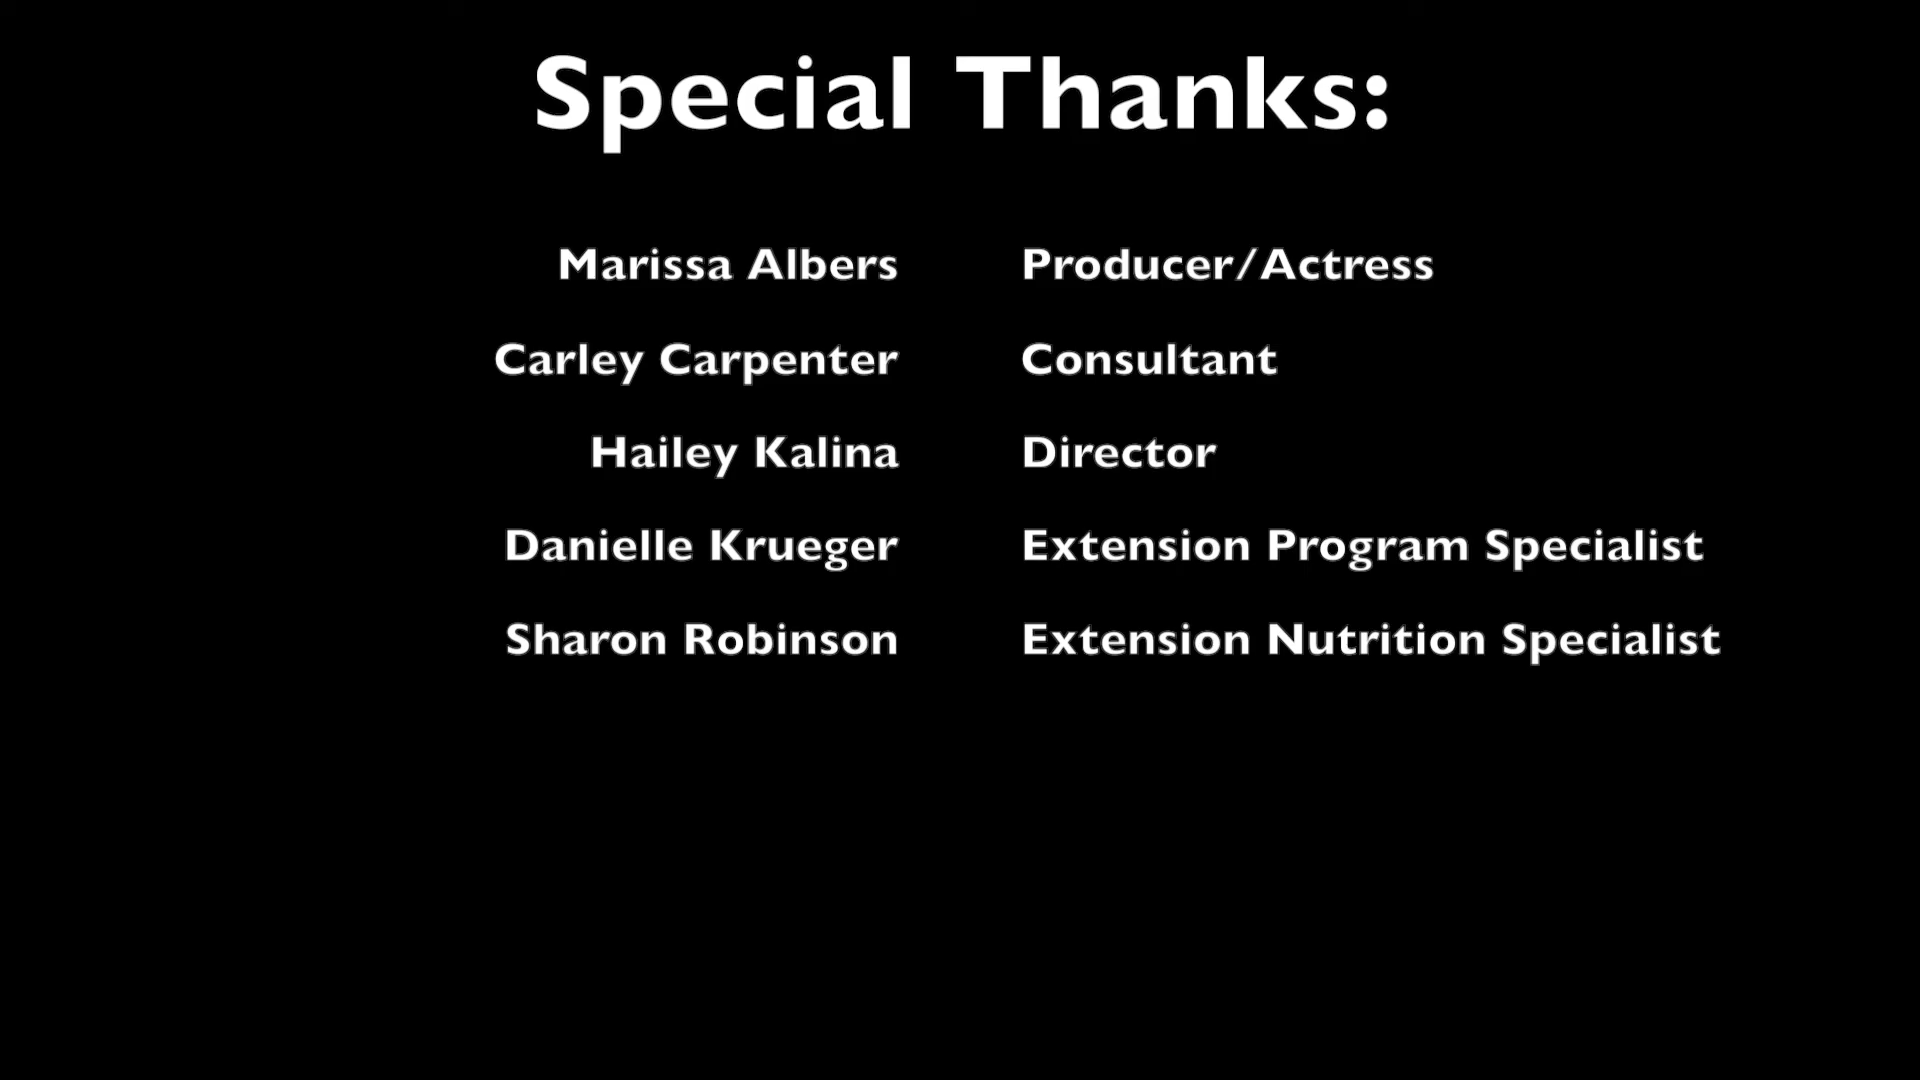 Special Thanks:
Marissa Albers Producer/Actress
Carley Carpenter Consultant
Hailey Kalina Director
Danielle Krueger Extension Program Specialist
Sharon Robinson Extension Nutrition Specialist